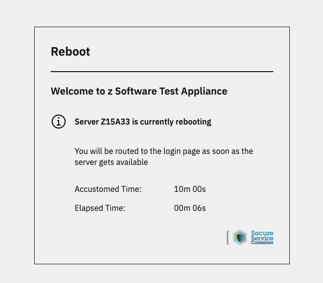 Reboot
Welcome to z Software Test Appliance
Server Z15A33 is currently rebooting
You will be routed to the login page as soon as the
server gets available
Accustomed Time: 10m 00s
Elapsed Time: 00m 06s
Secure
Service
Container